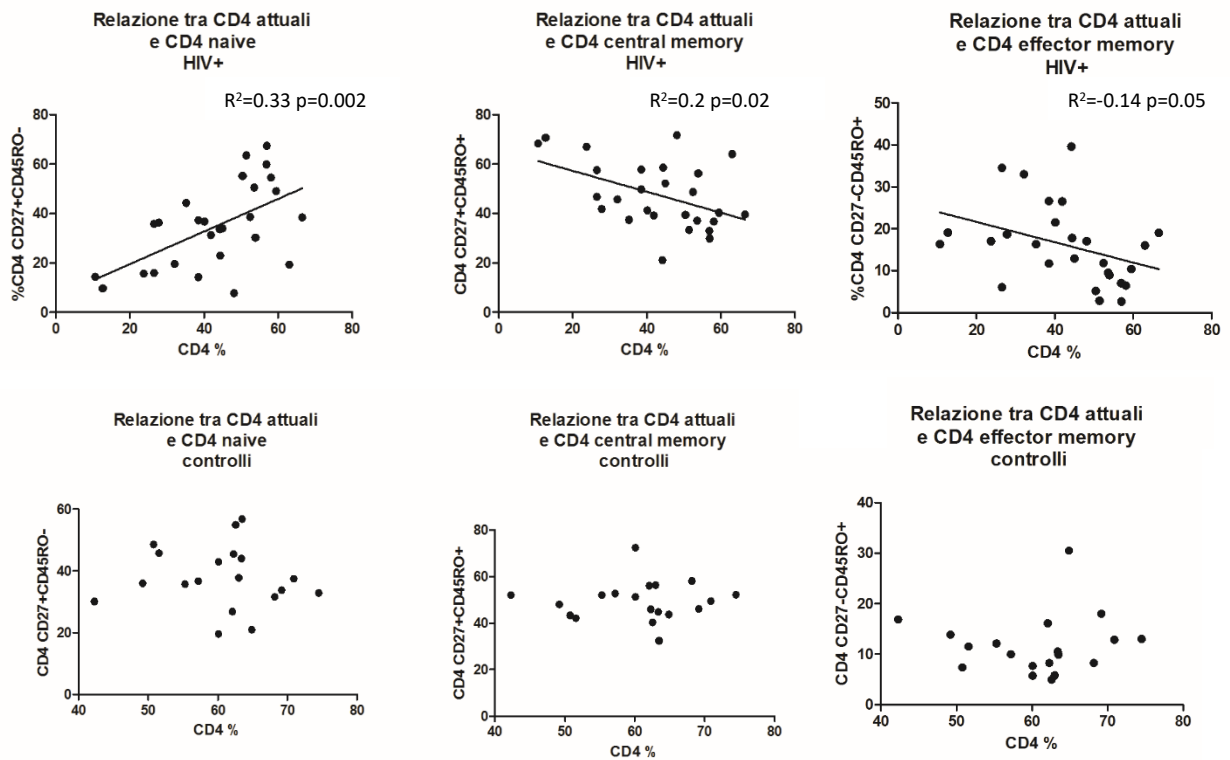 Relazione tra CD4 attuali
e CD4 naive
HIV+
R²=0.33 p=0.002
%CD4 CD27+CD45RO-
80
60
40
20
0
0 20 40 60 80
CD4 %
Relazione tra CD4 attuali
e CD4 central memory
HIV+
R²=0.2 p=0.02
CD4 CD27+CD45RO+
80
60
40
20
0
0 20 40 60 80
CD4 %
Relazione tra CD4 attuali
e CD4 effector memory
HIV+
R²=-0.14 p=0.05
%CD4 CD27-CD45RO+
50
40
30
20
10
0
0 20 40 60 80
CD4 %
Relazione tra CD4 attuali
e CD4 naive
controlli
CD4 CD27+CD45RO-
60
40
20
0
40 50 60 70 80
CD4 %
Relazione tra CD4 attuali
e CD4 central memory
controlli
CD4 CD27+CD45RO+
80
60
40
20
0
40 50 60 70 80
CD4 %
Relazione tra CD4 attuali
e CD4 effector memory
controlli
CD4 CD27-CD45RO+
40
30
20
10
0
40 50 60 70 80
CD4 %